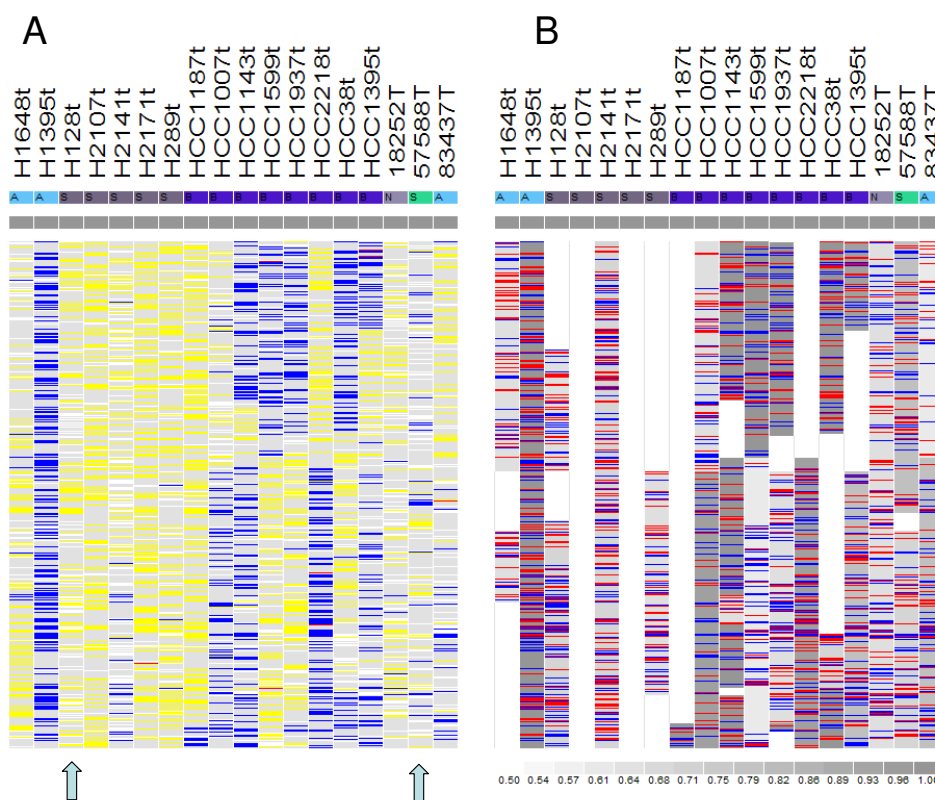 A
B
H1648t H1395t H128t H2107t H2141t H2171t H289t HCC1187t HCC1007t HCC1143t HCC1599t HCC1937t HCC2218t HCC38t HCC1395t 18252T 57588T 83437T
H1648t H1395t H128t H2107t H2141t H2171t H289t HCC1187t HCC1007t HCC1143t HCC1599t HCC1937t HCC2218t HCC38t HCC1395t 18252T 57588T 83437T
A A S S S S S B B B B B B B B N S A
A A S S S S S B B B B B B B B N S A
0.50 0.54 0.57 0.61 0.64 0.68 0.71 0.75 0.79 0.82 0.86 0.89 0.93 0.96 1.00